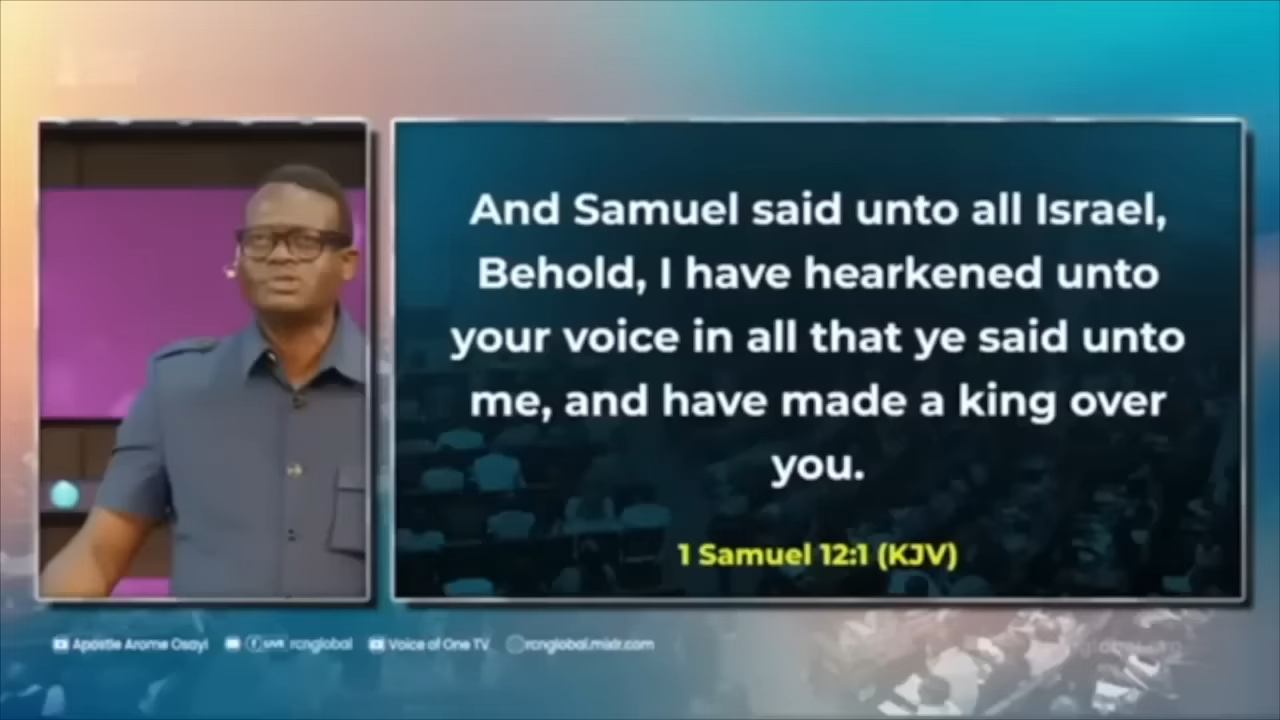 And Samuel said unto all Israel,
Behold, I have hearkened unto
your voice in all that ye said unto
me, and have made a king over
you.
1 Samuel 12:1 (KJV)
Apostle Arome Osayi LIVE rcnglobal Voice of One TV rcnglobal.mixlr.com